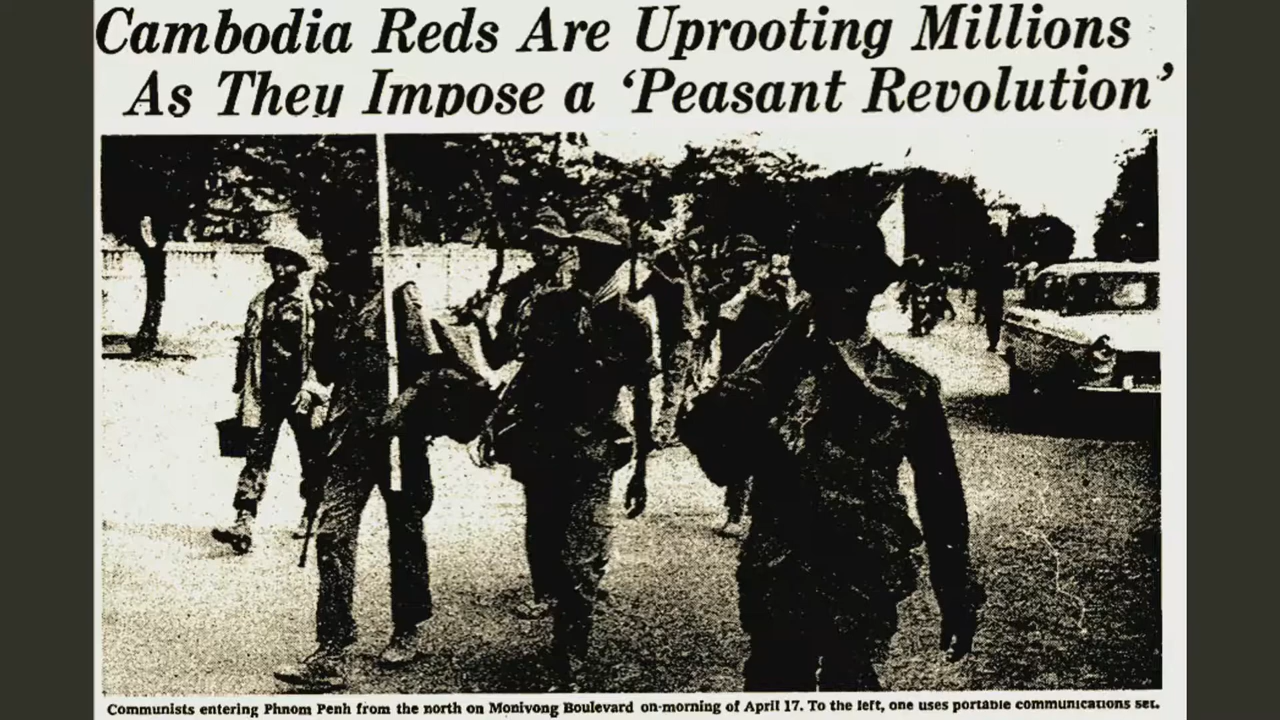 Cambodia Reds Are Uprooting Millions
As They Impose a ‘Peasant Revolution’
Communists entering Phnom Penh from the north on Monivong Boulevard on-morning of April 17. To the left, one uses portable communications set.